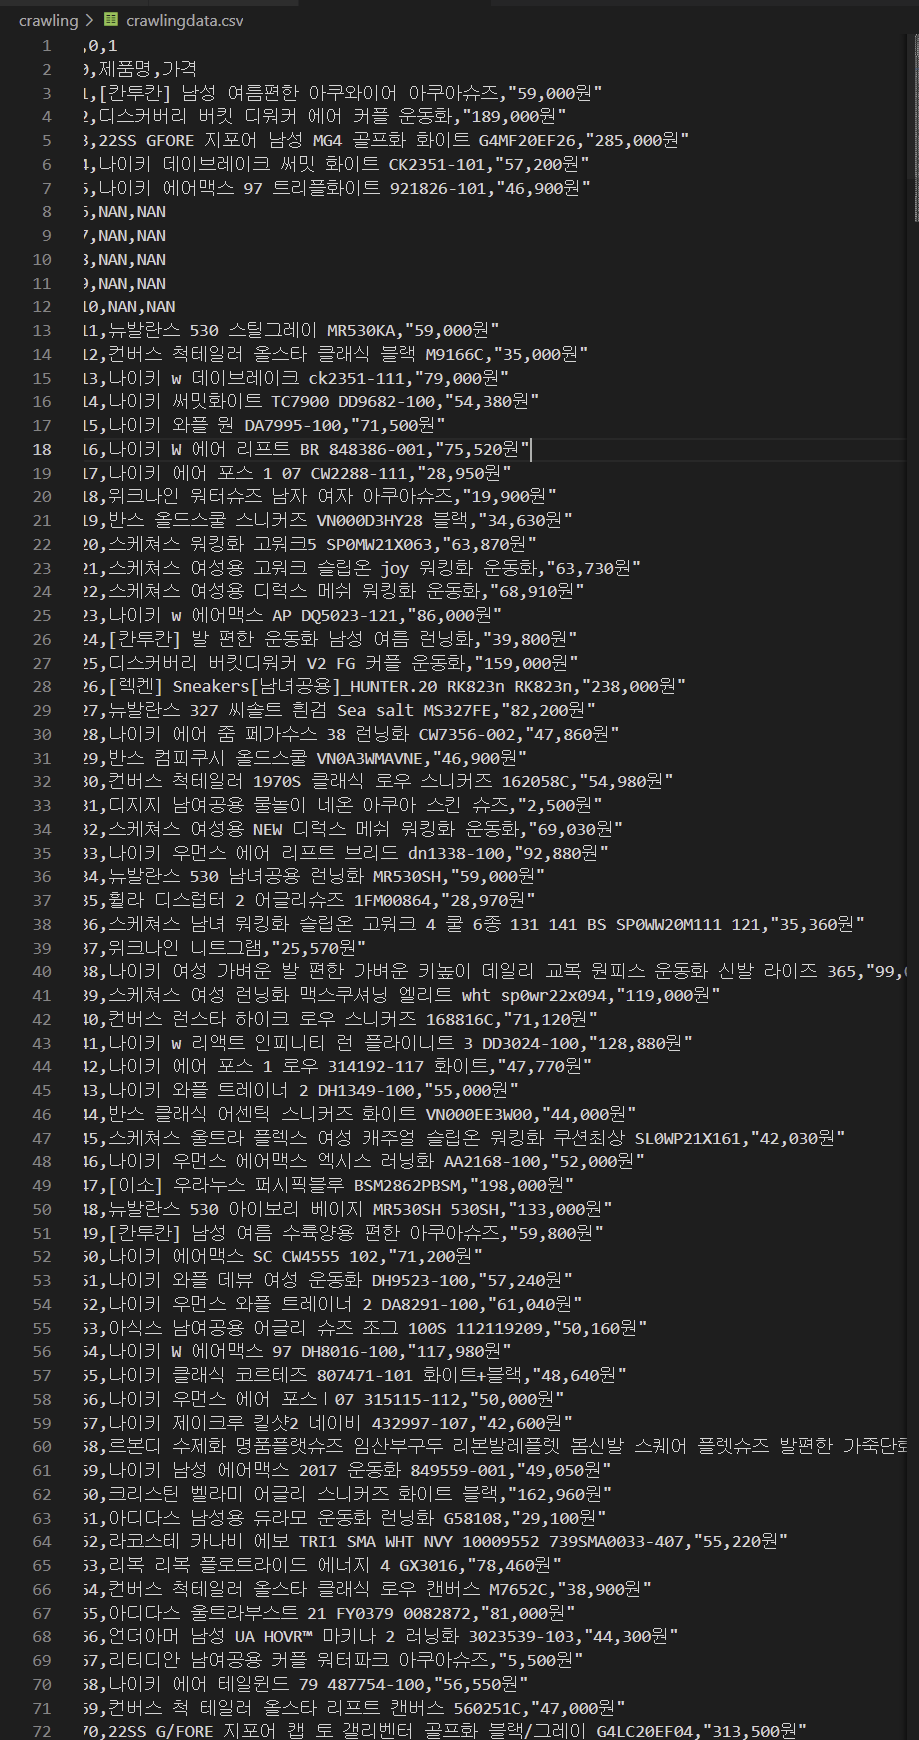 crawling > crawlingdata.csv
1 ,0,1
2 0,제품명,가격
3 1,[칸투칸] 남성 여름편한 아쿠와이어 아쿠아슈즈,"59,000원"
4 2,디스커버리 버킷 디워커 에어 커플 운동화,"189,000원"
5 3,22SS GFORE 지포어 남성 MG4 골프화 화이트 G4MF20EF26,"285,000원"
6 4,나이키 데이브레이크 써밋 화이트 CK2351-101,"57,200원"
7 5,나이키 에어맥스 97 트리플화이트 921826-101,"46,900원"
8 6,NAN,NAN
9 7,NAN,NAN
10 8,NAN,NAN
11 9,NAN,NAN
12 10,NAN,NAN
13 11,뉴발란스 530 스틸그레이 MR530KA,"59,000원"
14 12,컨버스 척테일러 올스타 클래식 블랙 M9166C,"35,000원"
15 13,나이키 w 데이브레이크 ck2351-111,"79,000원"
16 14,나이키 써밋화이트 TC7900 DD9682-100,"54,380원"
17 15,나이키 와플 원 DA7995-100,"71,500원"
18 16,나이키 W 에어 리프트 BR 848386-001,"75,520원"
19 17,나이키 에어 포스 1 07 CW2288-111,"28,950원"
20 18,위크나인 워터슈즈 남자 여자 아쿠아슈즈,"19,900원"
21 19,반스 올드스쿨 스니커즈 VN000D3HY28 블랙,"34,630원"
22 20,스케쳐스 워킹화 고워크5 SP0MW21X063,"63,870원"
23 21,스케쳐스 여성용 고워크 슬립온 joy 워킹화 운동화,"63,730원"
24 22,스케쳐스 여성용 디럭스 메쉬 워킹화 운동화,"68,910원"
25 23,나이키 w 에어맥스 AP DQ5023-121,"86,000원"
26 24,[칸투칸] 발 편한 운동화 남성 여름 런닝화,"39,800원"
27 25,디스커버리 버킷디워커 V2 FG 커플 운동화,"159,000원"
28 26,[렉켄] Sneakers[남녀공용]_HUNTER.20 RK823n RK823n,"238,000원"
29 27,뉴발란스 327 씨솔트 흰검 Sea salt MS327FE,"82,200원"
30 28,나이키 에어 줌 페가수스 38 런닝화 CW7356-002,"47,860원"
31 29,반스 컴피쿠시 올드스쿨 VN0A3WMAVNE,"46,900원"
32 30,컨버스 척테일러 1970S 클래식 로우 스니커즈 162058C,"54,980원"
33 31,디지지 남여공용 물놀이 네온 아쿠아 스킨 슈즈,"2,500원"
34 32,스케쳐스 여성용 NEW 디럭스 메쉬 워킹화 운동화,"69,030원"
35 33,나이키 우먼스 에어 리프트 브리드 dn1338-100,"92,880원"
36 34,뉴발란스 530 남녀공용 런닝화 MR530SH,"59,000원"
37 35,휠라 디스럽터 2 어글리슈즈 1FM00864,"28,970원"
38 36,스케쳐스 남녀 워킹화 슬립온 고워크 4 쿨 6종 131 141 BS SP0WW20M111 121,"35,360원"
39 37,위크나인 니트그램,"25,570원"
40 38,나이키 여성 가벼운 발 편한 가벼운 키높이 데일리 교복 원피스 운동화 신발 라이즈 365,"99,
41 39,스케쳐스 여성 런닝화 맥스쿠셔닝 엘리트 wht sp0wr22x094,"119,000원"
42 40,컨버스 런스타 하이크 로우 스니커즈 168816C,"71,120원"
43 41,나이키 w 리액트 인피니티 런 플라이니트 3 DD3024-100,"128,880원"
44 42,나이키 에어 포스 1 로우 314192-117 화이트,"47,770원"
45 43,나이키 와플 트레이너 2 DH1349-100,"55,000원"
46 44,반스 클래식 어센틱 스니커즈 화이트 VN000EE3W00,"44,000원"
47 45,스케쳐스 울트라 플렉스 여성 캐주얼 슬립온 워킹화 쿠션최상 SL0WP21X161,"42,030원"
48 46,나이키 우먼스 에어맥스 엑시스 러닝화 AA2168-100,"52,000원"
49 47,[이소] 우라누스 퍼시픽블루 BSM2862PBSM,"198,000원"
50 48,뉴발란스 530 아이보리 베이지 MR530SH 530SH,"133,000원"
51 49,[칸투칸] 남성 여름 수륙양용 편한 아쿠아슈즈,"59,800원"
52 50,나이키 에어맥스 SC CW4555 102,"71,200원"
53 51,나이키 와플 데뷰 여성 운동화 DH9523-100,"57,240원"
54 52,나이키 우먼스 와플 트레이너 2 DA8291-100,"61,040원"
55 53,아식스 남여공용 어글리 슈즈 조그 100S 112119209,"50,160원"
56 54,나이키 W 에어맥스 97 DH8016-100,"117,980원"
57 55,나이키 클래식 코르테즈 807471-101 화이트+블랙,"48,640원"
58 56,나이키 우먼스 에어 포스ㅣ07 315115-112,"50,000원"
59 57,나이키 제이크루 킬샷2 네이비 432997-107,"42,600원"
60 58,르본디 수제화 명품플랫슈즈 임산부구두 리본발레플렛 봄신발 스퀘어 플렛슈즈 발편한 가죽단화
61 59,나이키 남성 에어맥스 2017 운동화 849559-001,"49,050원"
62 60,크리스틴 벨라미 어글리 스니커즈 화이트 블랙,"162,960원"
63 61,아디다스 남성용 듀라모 운동화 런닝화 G58108,"29,100원"
64 62,라코스테 카나비 에보 TRI1 SMA WHT NVY 10009552 739SMA0033-407,"55,220원"
65 63,리복 리복 플로트라이드 에너지 4 GX3016,"78,460원"
66 64,컨버스 척테일러 올스타 클래식 로우 캔버스 M7652C,"38,900원"
67 65,아디다스 울트라부스트 21 FY0379 0082872,"81,000원"
68 66,언더아머 남성 UA HOVR™ 마키나 2 러닝화 3023539-103,"44,300원"
69 67,리티디안 남여공용 커플 워터파크 아쿠아슈즈,"5,500원"
70 68,나이키 에어 테일윈드 79 487754-100,"56,550원"
71 69,컨버스 척 테일러 올스타 리프트 캔버스 560251C,"47,000원"
72 70,22SS G/FORE 지포어 캡 토 갤리벤터 골프화 블랙/그레이 G4LC20EF04,"313,500원"